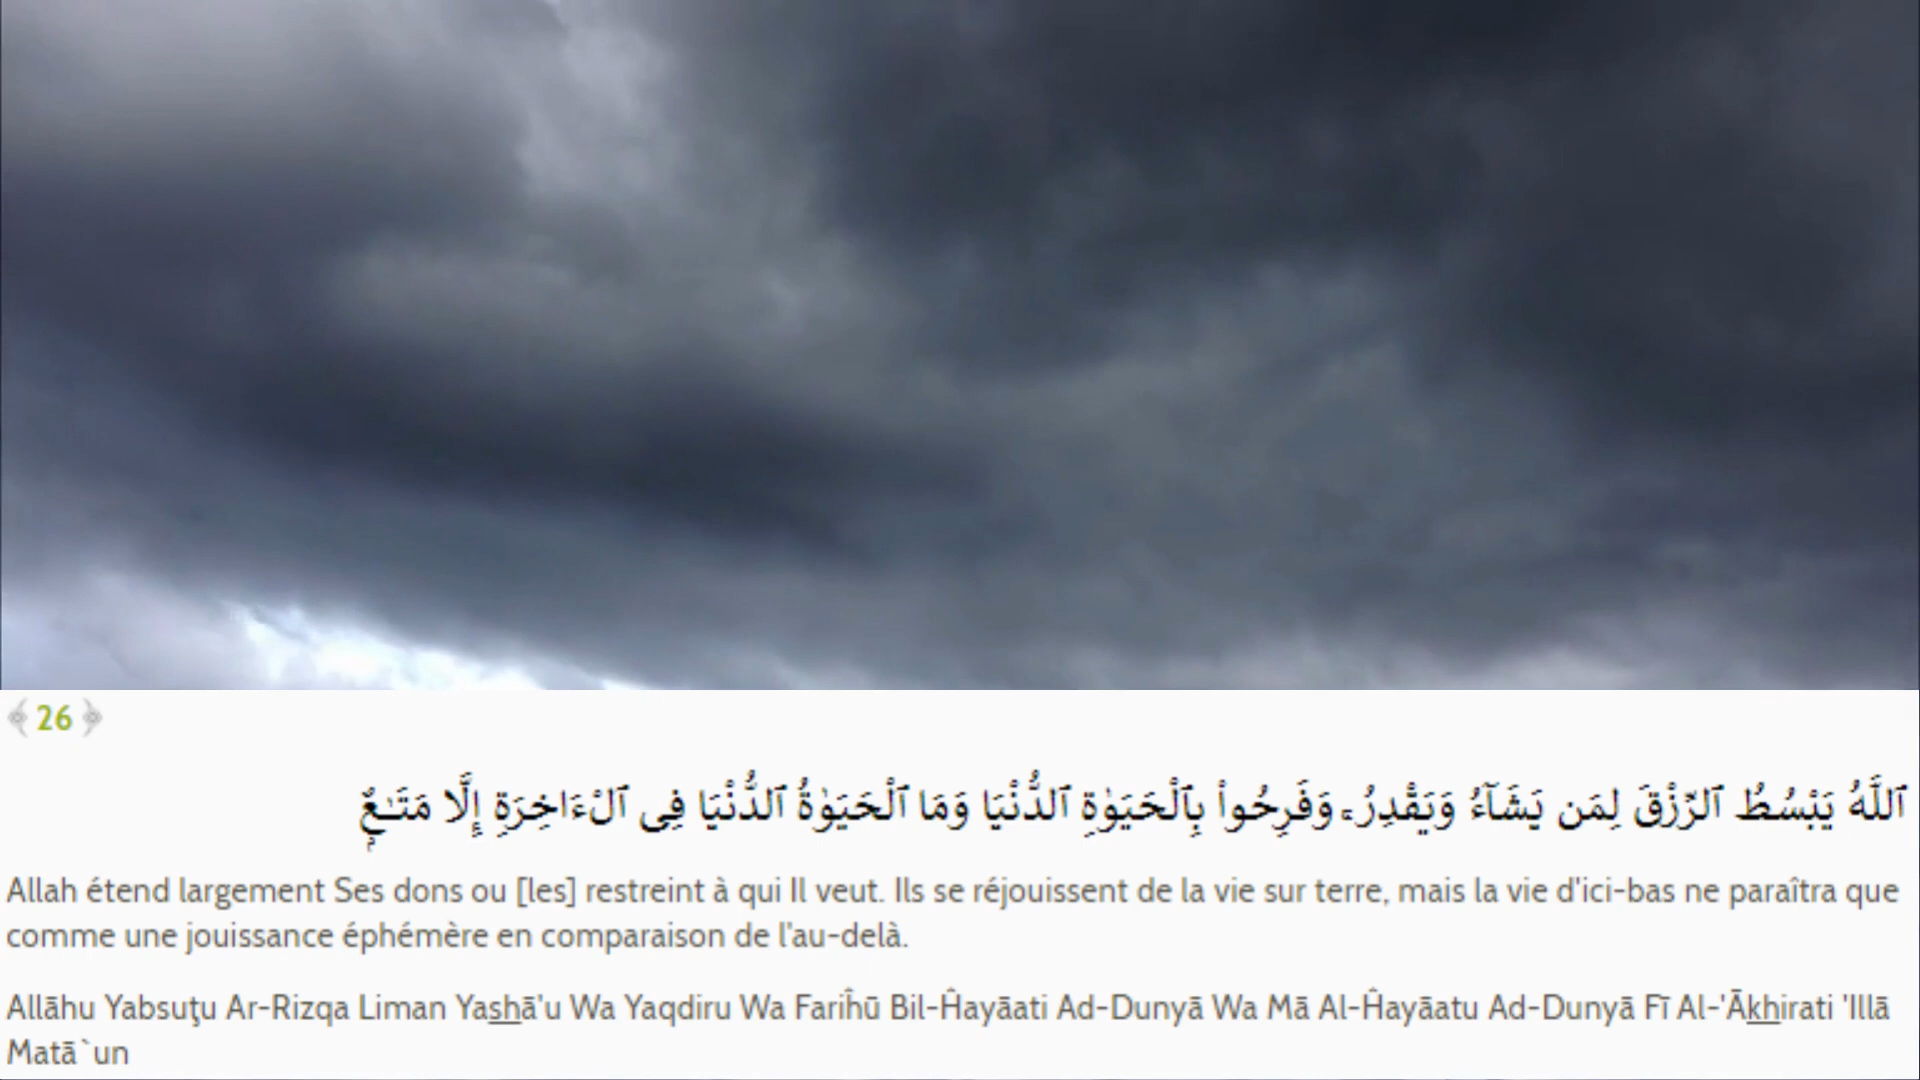 26
ٱللَّهُ يَبْسُطُ ٱلرِّزْقَ لِمَن يَشَآءُ وَيَقْدِرُ ۚ وَفَرِحُوا۟ بِٱلْحَيَوٰةِ ٱلدُّنْيَا وَمَا ٱلْحَيَوٰةُ ٱلدُّنْيَا فِى ٱلْـَٔاخِرَةِ إِلَّا مَتَـٰعٌۭ
Allah étend largement Ses dons ou [les] restreint à qui Il veut. Ils se réjouissent de la vie sur terre, mais la vie d'ici-bas ne paraîtra que
comme une jouissance éphémère en comparaison de l'au-delà.
Allāhu Yabsuţu Ar-Rizqa Liman Yashā'u Wa Yaqdiru Wa Fariĥū Bil-Ĥayāati Ad-Dunyā Wa Mā Al-Ĥayāatu Ad-Dunyā Fī Al-'Ākhirati 'Illā
Matā`un